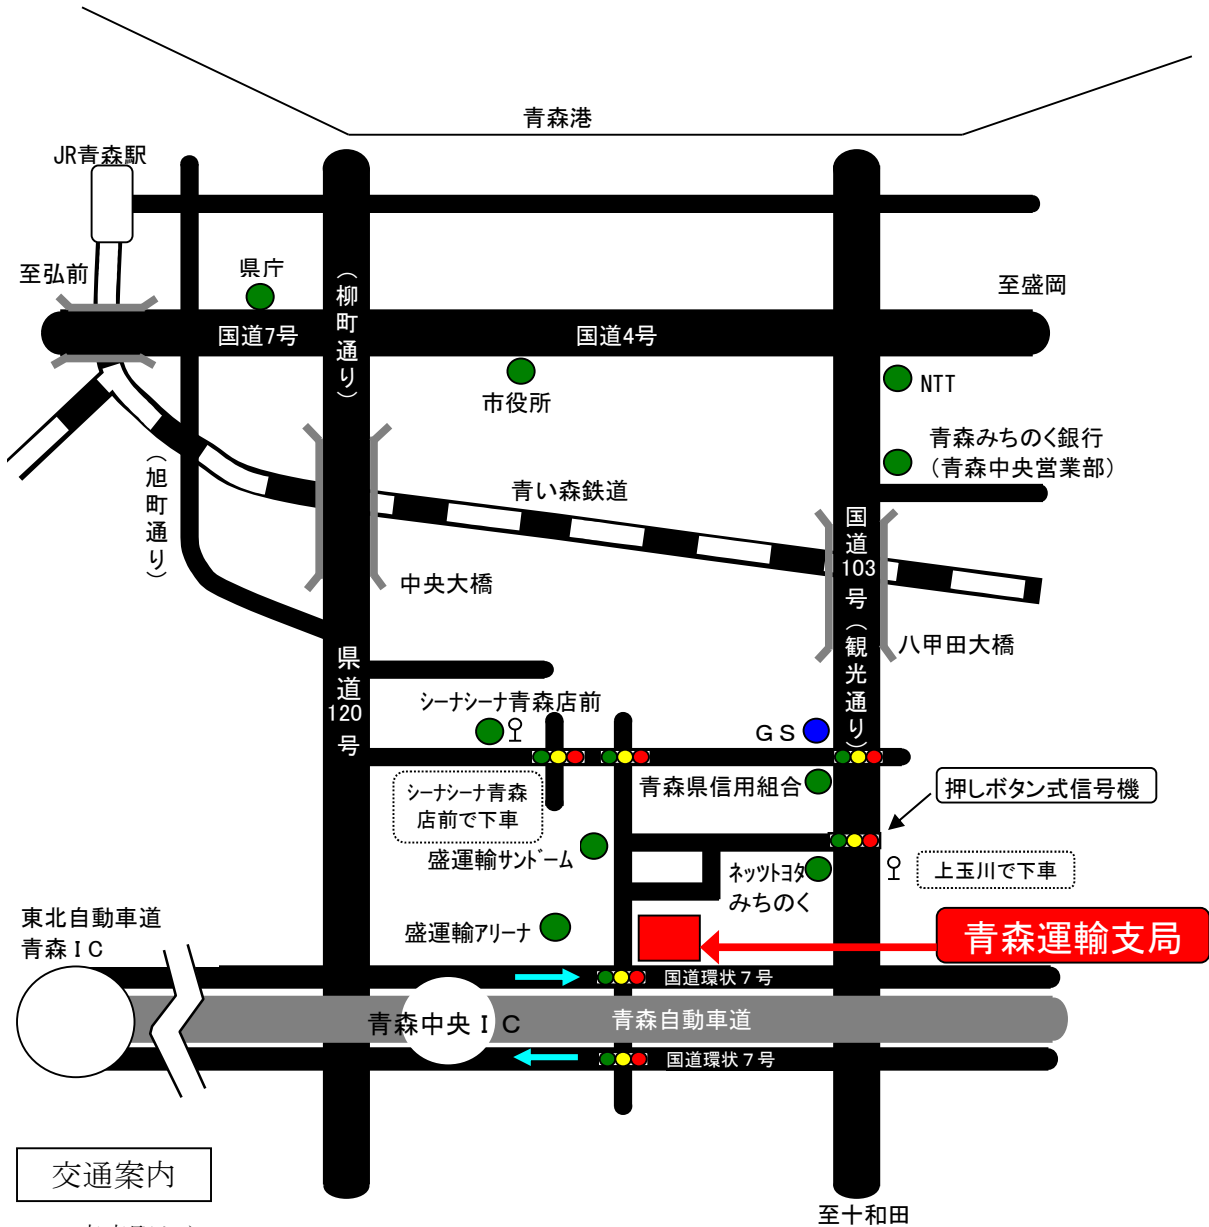 青森港
JR青森駅
至弘前
県庁
(柳町通り)
至盛岡
国道7号
国道4号
市役所
NTT
青森みちのく銀行
(青森中央営業部)
(旭町通り)
青い森鉄道
国道103号(観光通り)
中央大橋
八甲田大橋
県道120号
シーナシーナ青森店前
GS
シーナシーナ青森
店前で下車
青森県信用組合
押しボタン式信号機
盛運輸サンドーム
ネッツトヨタ
みちのく
上玉川で下車
東北自動車道
青森IC
盛運輸アリーナ
青森運輸支局
国道環状7号
青森中央IC
青森自動車道
国道環状7号
交通案内
至十和田